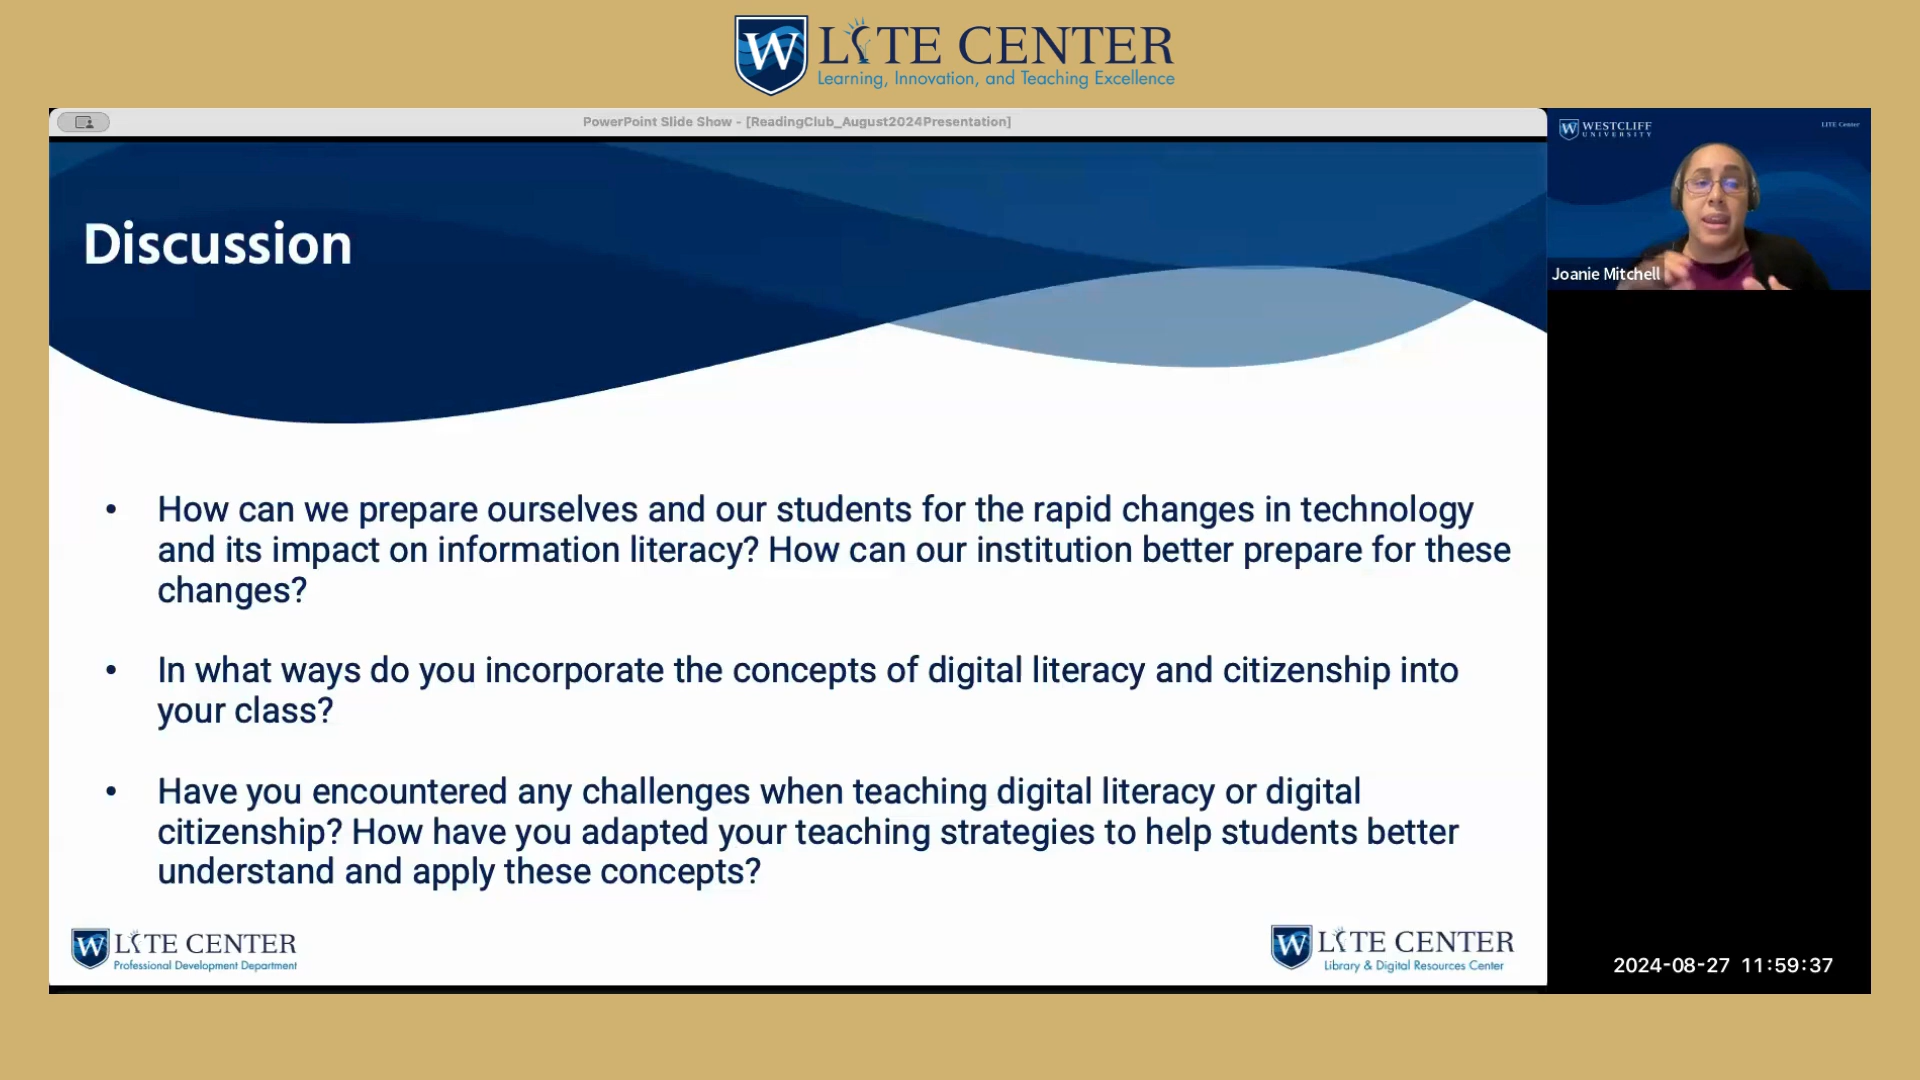 W LITE CENTER
Learning, Innovation, and Teaching Excellence
PowerPoint Slide Show - [ReadingClub_August2024Presentation]
W WESTCLIFF
UNIVERSITY
LITE Center
Joanie Mitchell
Discussion
• How can we prepare ourselves and our students for the rapid changes in technology
and its impact on information literacy? How can our institution better prepare for these
changes?
• In what ways do you incorporate the concepts of digital literacy and citizenship into
your class?
• Have you encountered any challenges when teaching digital literacy or digital
citizenship? How have you adapted your teaching strategies to help students better
understand and apply these concepts?
W LITE CENTER
Professional Development Department
W LITE CENTER
Library & Digital Resources Center
2024-08-27 11:59:37